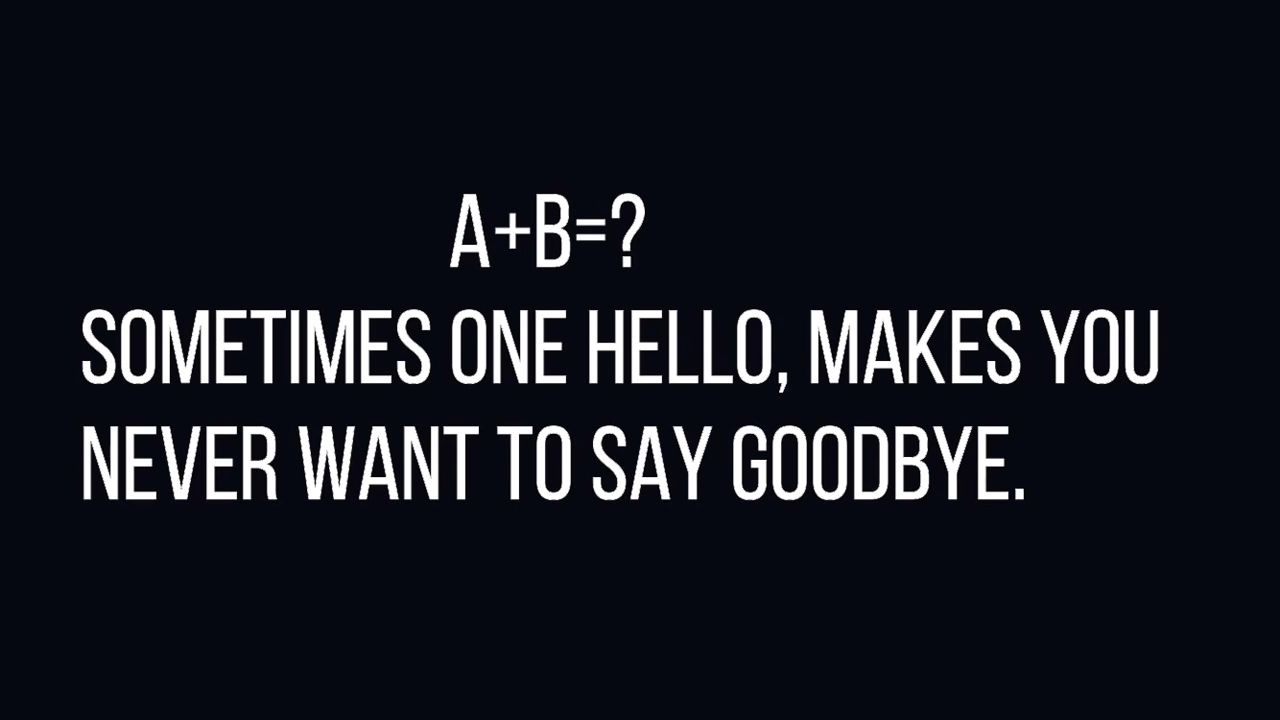 A+B=?
SOMETIMES ONE HELLO, MAKES YOU
NEVER WANT TO SAY GOODBYE.